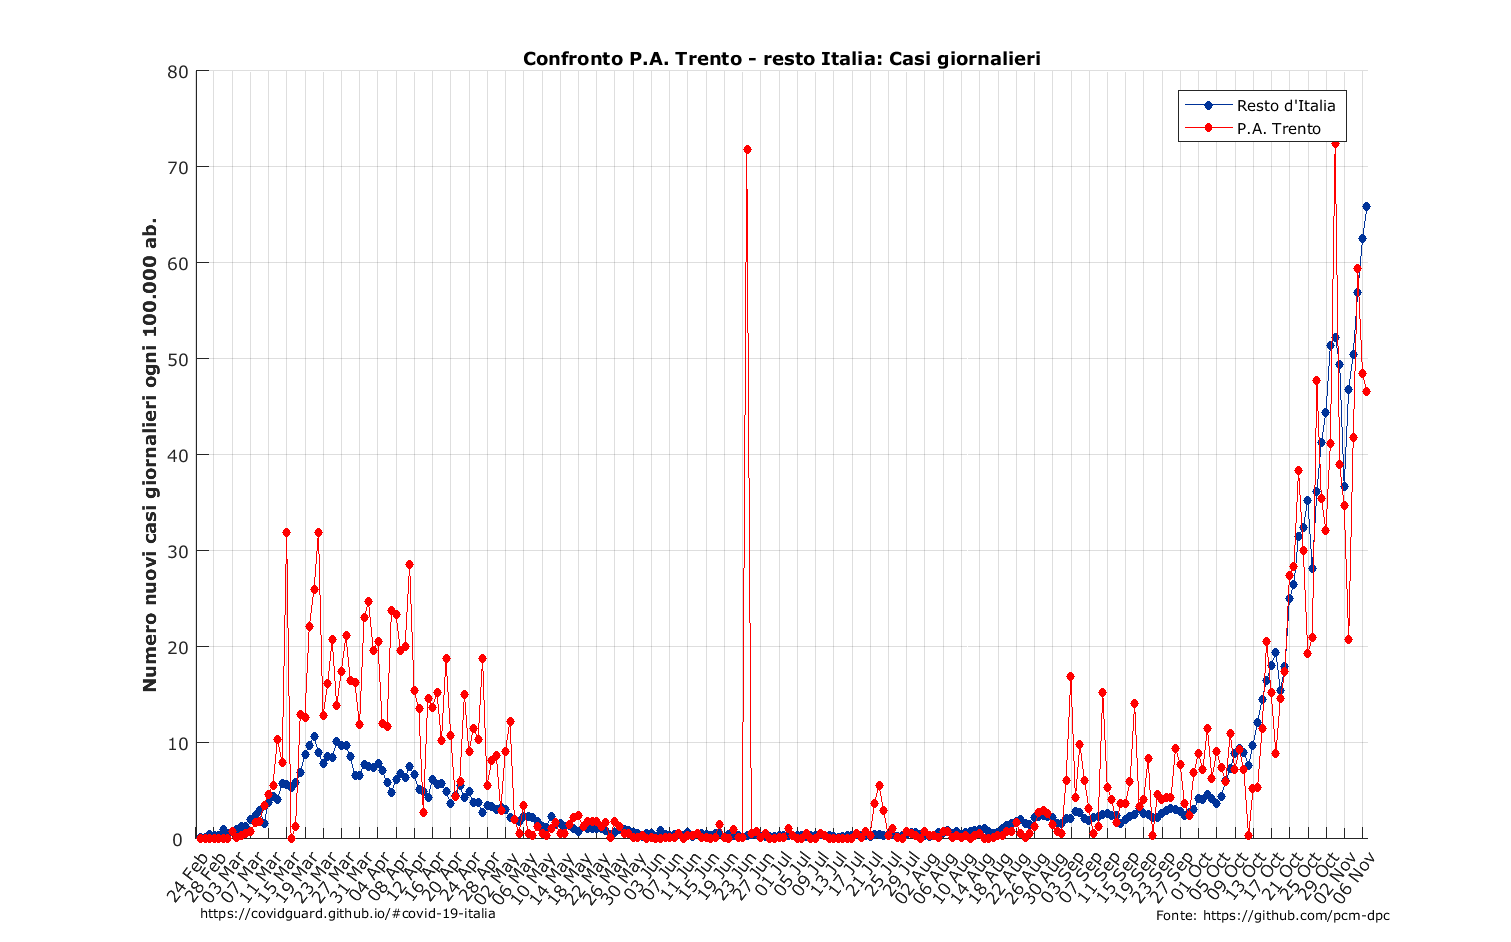 Confronto P.A. Trento - resto Italia: Casi giornalieri
Resto d'Italia
P.A. Trento
Numero nuovi casi giornalieri ogni 100.000 ab.
80
70
60
50
40
30
20
10
0
24 Feb
28 Feb
03 Mar
07 Mar
11 Mar
15 Mar
19 Mar
23 Mar
27 Mar
31 Mar
04 Apr
08 Apr
12 Apr
16 Apr
20 Apr
24 Apr
28 Apr
02 May
06 May
10 May
14 May
18 May
22 May
26 May
30 May
03 Jun
07 Jun
11 Jun
15 Jun
19 Jun
23 Jun
27 Jun
01 Jul
05 Jul
09 Jul
13 Jul
17 Jul
21 Jul
25 Jul
29 Jul
02 Aug
06 Aug
10 Aug
14 Aug
18 Aug
22 Aug
26 Aug
30 Aug
03 Sep
07 Sep
11 Sep
15 Sep
19 Sep
23 Sep
27 Sep
01 Oct
05 Oct
09 Oct
13 Oct
17 Oct
21 Oct
25 Oct
29 Oct
02 Nov
06 Nov
https://covidguard.github.io/#covid-19-italia
Fonte: https://github.com/pcm-dpc